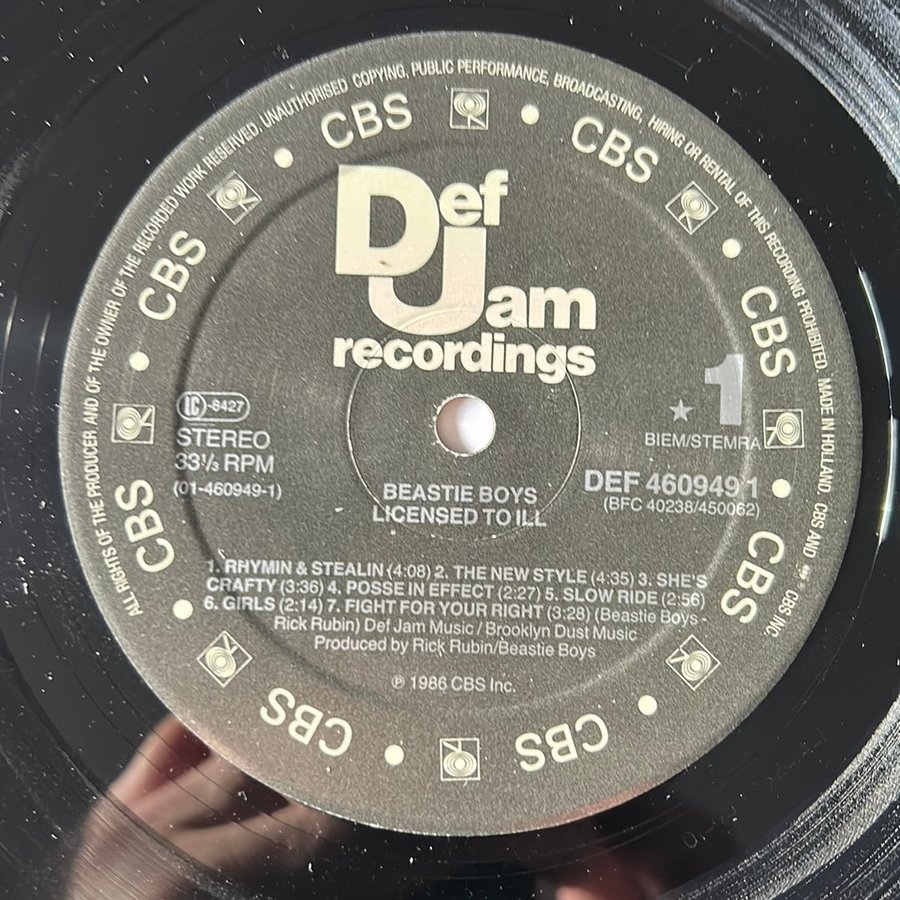 ALL RIGHTS OF THE PRODUCER AND OF THE OWNER OF THE RECORDED WORK RESERVED. UNAUTHORISED COPYING, PUBLIC PERFORMANCE, BROADCASTING, HIRING OR RENTAL OF THIS RECORDING PROHIBITED. MADE IN HOLLAND. CBS AND CBS INC.
CBS
CBS
CBS
CBS
CBS
CBS
CBS
CBS
Def
Jam
recordings
1
LC-8427
STEREO
33⅓ RPM
(01-460949-1)
★
BIEM/STEMRA
DEF 460949 1
(BFC 40238/450062)
BEASTIE BOYS
LICENSED TO ILL
1. RHYMIN & STEALIN (4:08) 2. THE NEW STYLE (4:35) 3. SHE'S
CRAFTY (3:36) 4. POSSE IN EFFECT (2:27) 5. SLOW RIDE (2:56)
6. GIRLS (2:14) 7. FIGHT FOR YOUR RIGHT (3:28) (Beastie Boys -
Rick Rubin) Def Jam Music / Brooklyn Dust Music
Produced by Rick Rubin/Beastie Boys
℗ 1986 CBS Inc.